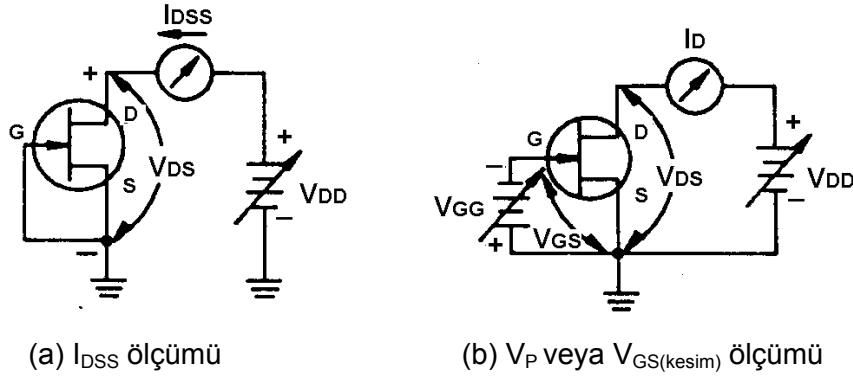 IDSS
+
D
G
VDS
S
+
VDD
–
–
(a) IDSS ölçümü
ID
D
G
–
VGG
+
VGS
S
VDS
+
VDD
–
(b) VP veya VGS(kesim) ölçümü